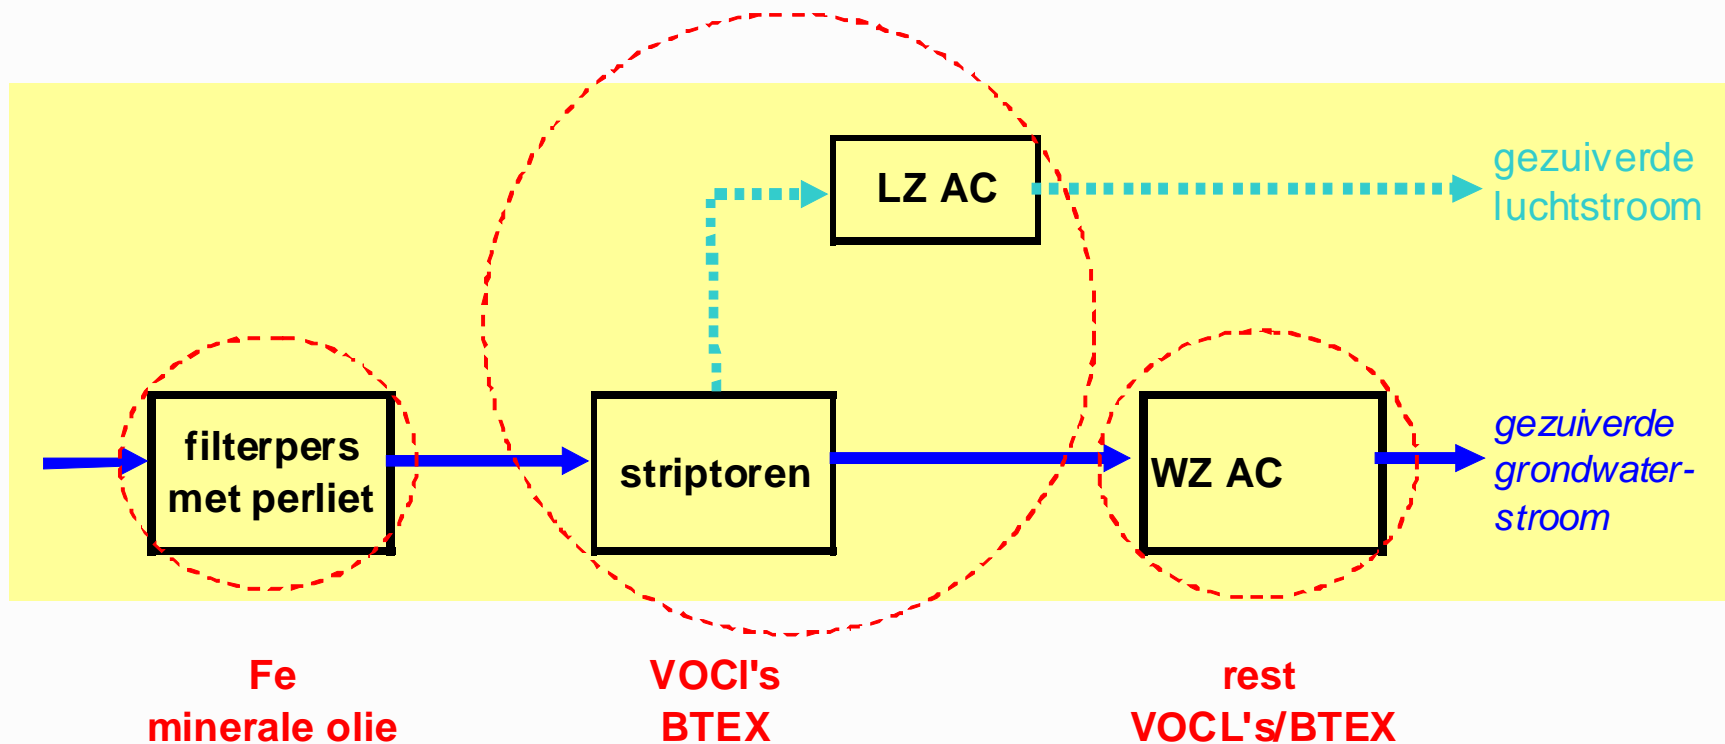 LZ AC
gezuiverde
luchtstroom
filterpers
met perliet
striptoren
WZ AC
gezuiverde
grondwater-
stroom
Fe
minerale olie
VOCl's
BTEX
rest
VOCL's/BTEX